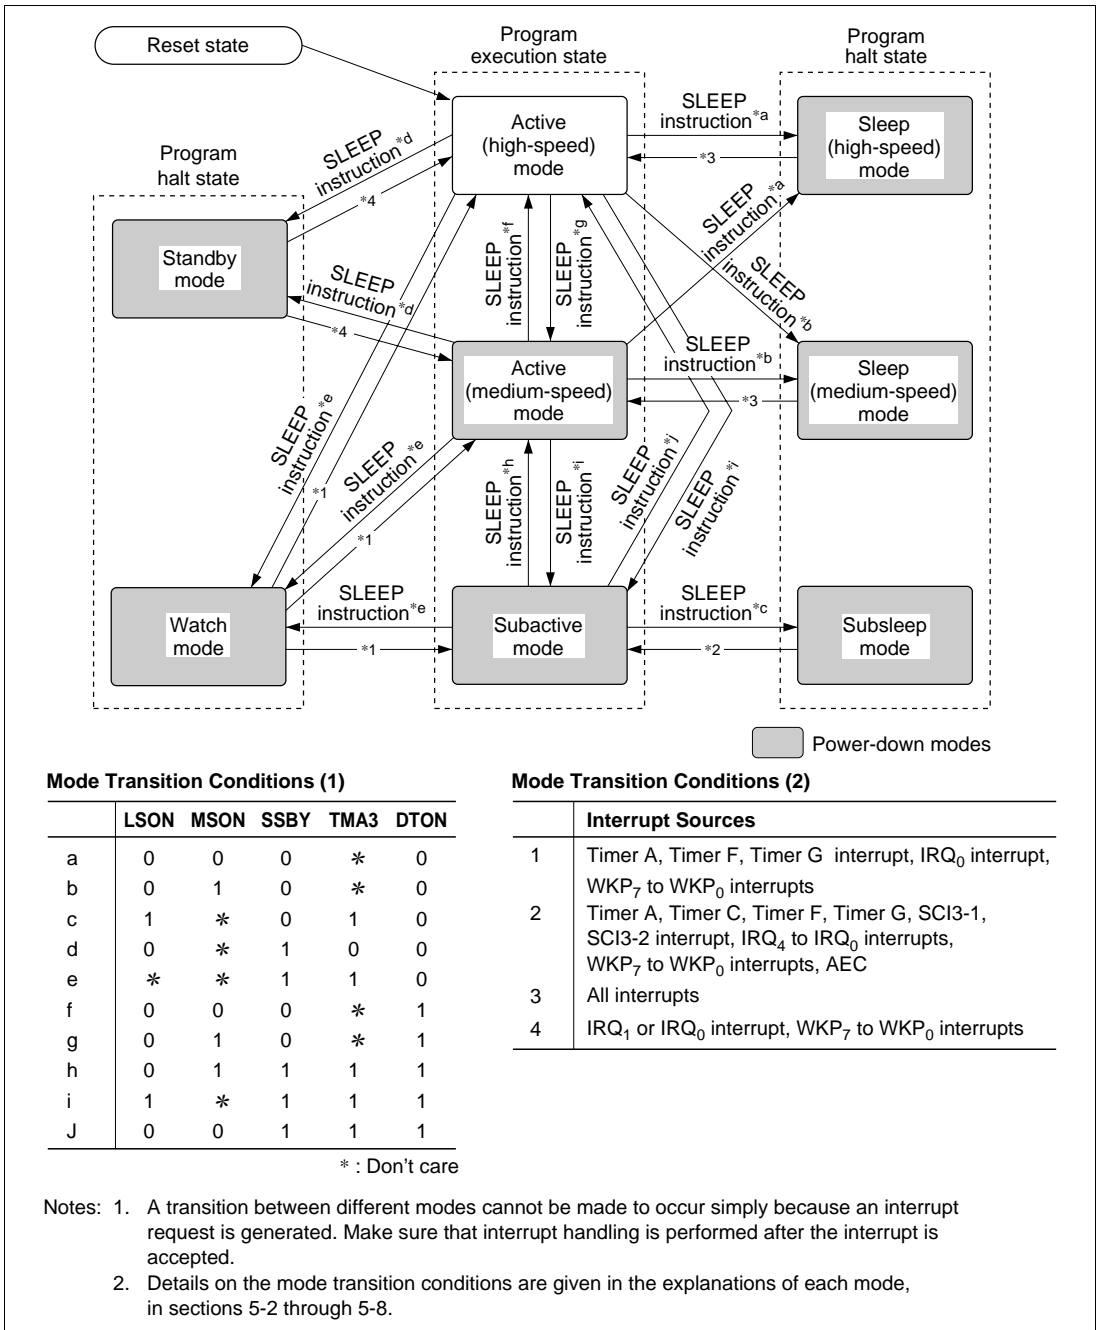 Reset state
Program
execution state
Program
halt state
Program
halt state
Active
(high-speed)
mode
SLEEP
instruction*a
*3
Sleep
(high-speed)
mode
SLEEP
instruction*d
*4
Standby
mode
SLEEP
instruction*d
*4
SLEEP
instruction*f
SLEEP
instruction*g
SLEEP
instruction*a
SLEEP
instruction*b
Active
(medium-speed)
mode
SLEEP
instruction*b
*3
Sleep
(medium-speed)
mode
SLEEP
instruction*e
*1
SLEEP
instruction*e
*1
SLEEP
instruction*h
SLEEP
instruction*i
SLEEP
instruction*j
SLEEP
instruction*i
Watch
mode
SLEEP
instruction*e
*1
Subactive
mode
SLEEP
instruction*c
*2
Subsleep
mode
Power-down modes
Mode Transition Conditions (1)
LSON MSON SSBY TMA3 DTON
a 0 0 0 * 0
b 0 1 0 * 0
c 1 * 0 1 0
d 0 * 1 0 0
e * * 1 1 0
f 0 0 0 * 1
g 0 1 0 * 1
h 0 1 1 1 1
i 1 * 1 1 1
J 0 0 1 1 1
* : Don't care
Mode Transition Conditions (2)
Interrupt Sources
1 Timer A, Timer F, Timer G interrupt, IRQ0 interrupt,
WKP7 to WKP0 interrupts
2 Timer A, Timer C, Timer F, Timer G, SCI3-1,
SCI3-2 interrupt, IRQ4 to IRQ0 interrupts,
WKP7 to WKP0 interrupts, AEC
3 All interrupts
4 IRQ1 or IRQ0 interrupt, WKP7 to WKP0 interrupts
Notes: 1. A transition between different modes cannot be made to occur simply because an interrupt
request is generated. Make sure that interrupt handling is performed after the interrupt is
accepted.
2. Details on the mode transition conditions are given in the explanations of each mode,
in sections 5-2 through 5-8.